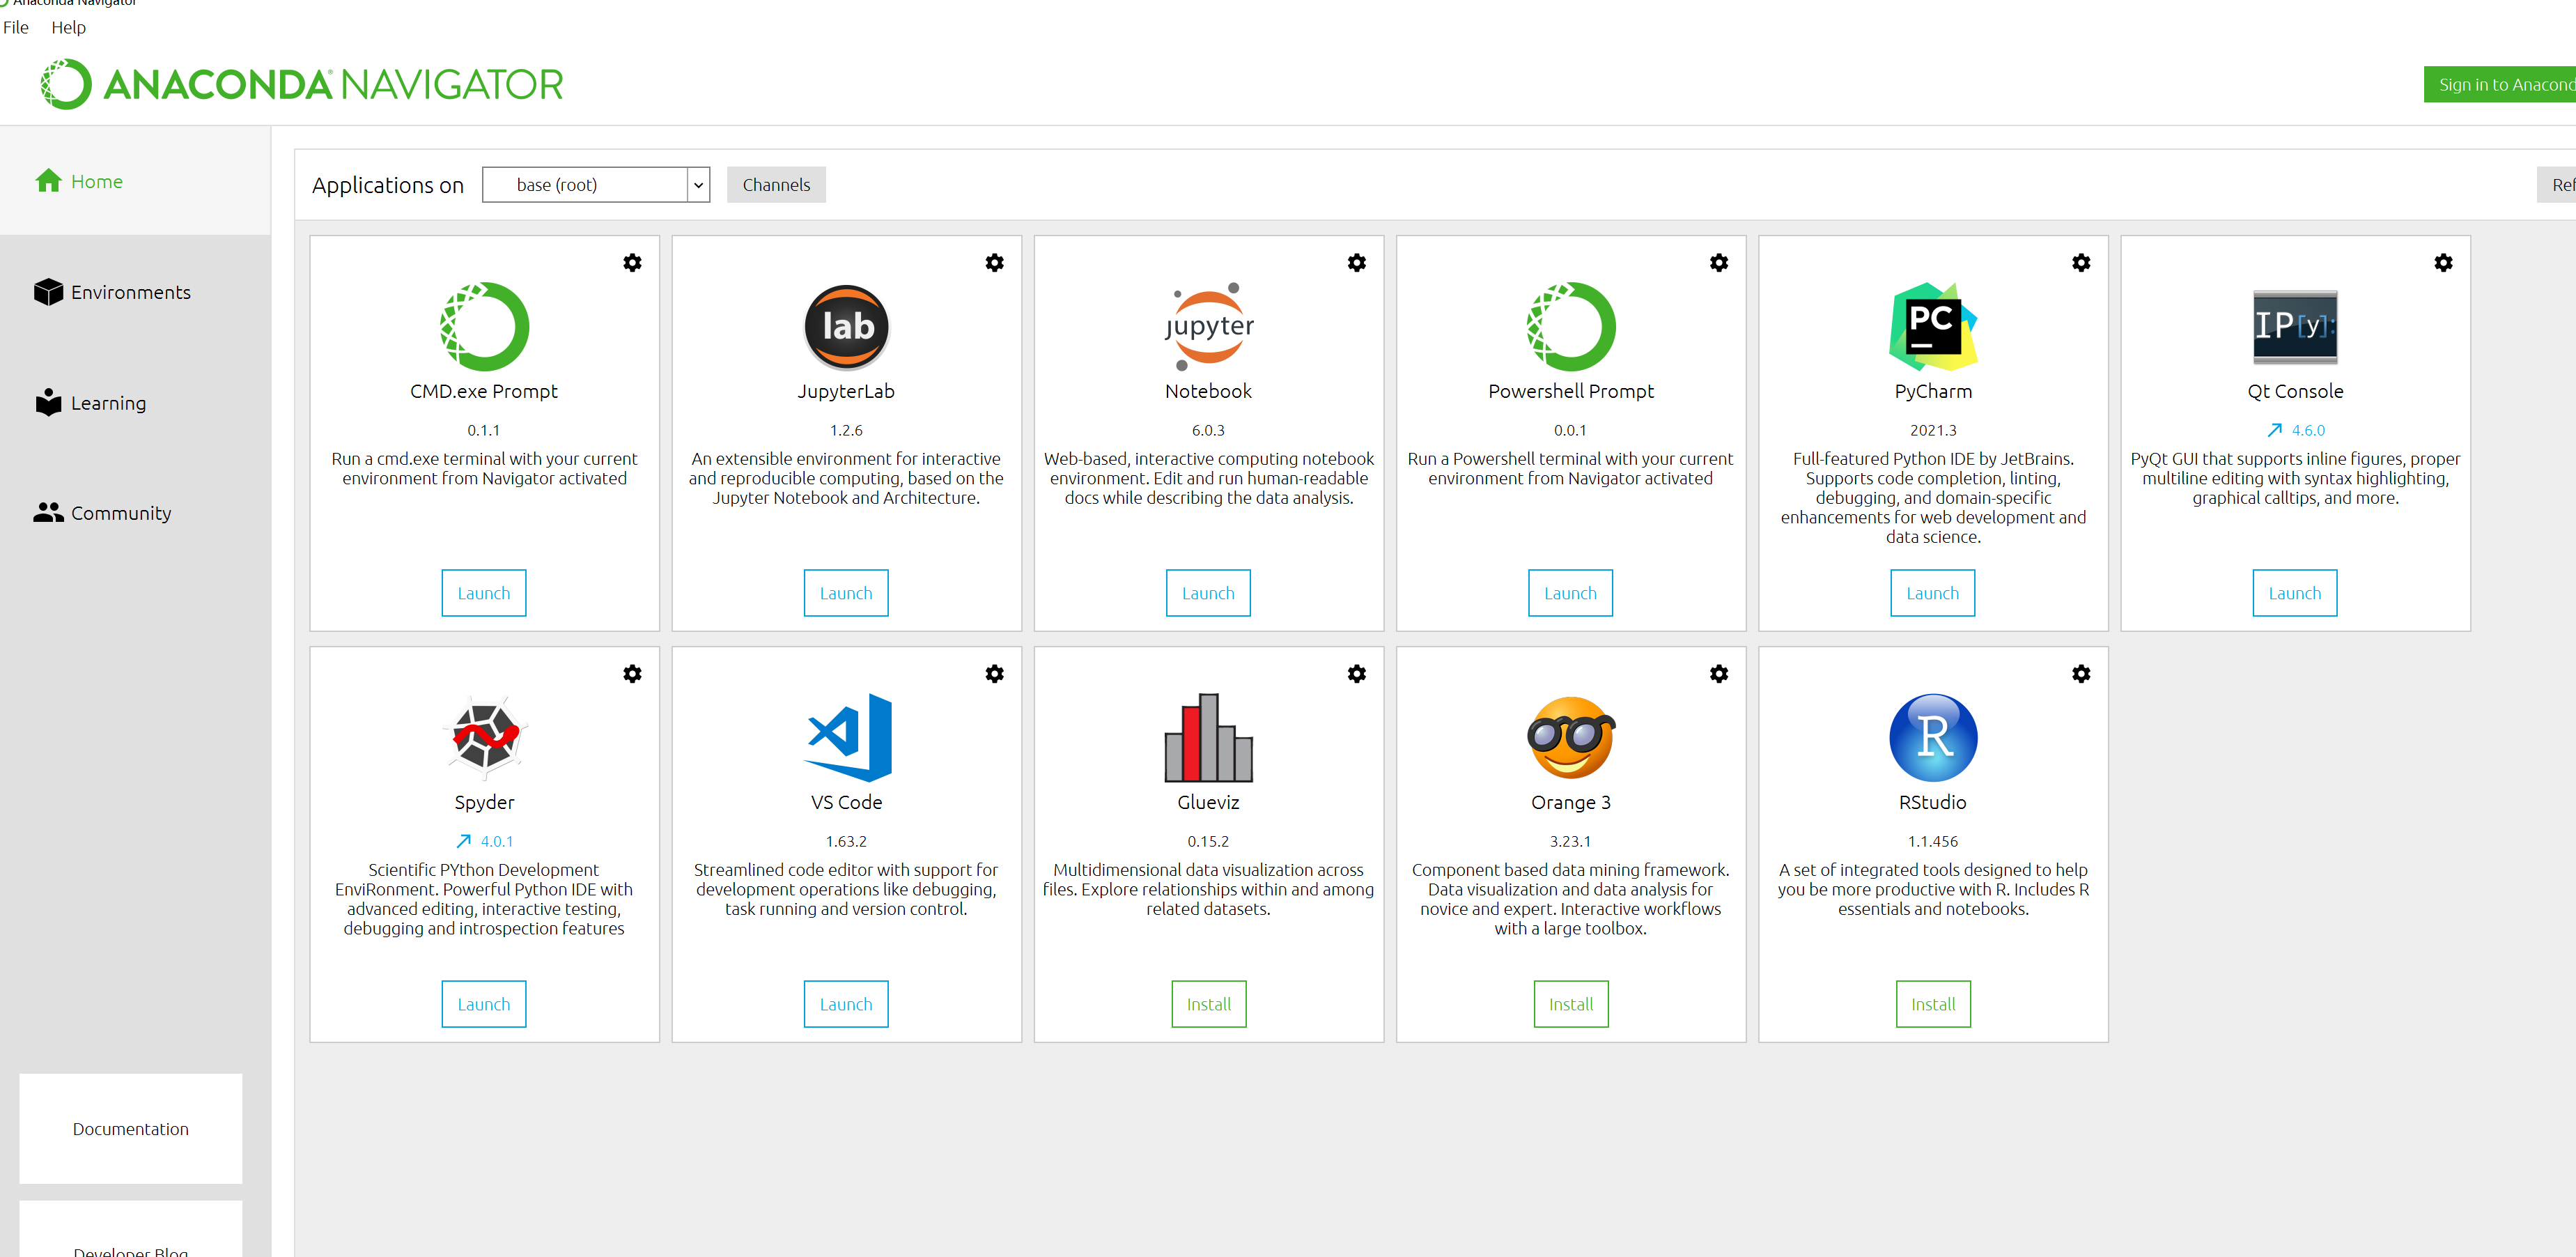 Anaconda Navigator
File Help
ANACONDA NAVIGATOR
Sign in to Anacond
Home
Environments
Learning
Community
Documentation
Developer Blog
Applications on base (root) Channels
Ref
CMD.exe Prompt
0.1.1
Run a cmd.exe terminal with your current
environment from Navigator activated
Launch
lab
JupyterLab
1.2.6
An extensible environment for interactive
and reproducible computing, based on the
Jupyter Notebook and Architecture.
Launch
jupyter
Notebook
6.0.3
Web-based, interactive computing notebook
environment. Edit and run human-readable
docs while describing the data analysis.
Launch
Powershell Prompt
0.0.1
Run a Powershell terminal with your current
environment from Navigator activated
Launch
PC
PyCharm
2021.3
Full-featured Python IDE by JetBrains.
Supports code completion, linting,
debugging, and domain-specific
enhancements for web development and
data science.
Launch
IP[y]:
Qt Console
4.6.0
PyQt GUI that supports inline figures, proper
multiline editing with syntax highlighting,
graphical calltips, and more.
Launch
Spyder
4.0.1
Scientific PYthon Development
EnviRonment. Powerful Python IDE with
advanced editing, interactive testing,
debugging and introspection features
Launch
VS Code
1.63.2
Streamlined code editor with support for
development operations like debugging,
task running and version control.
Launch
Glueviz
0.15.2
Multidimensional data visualization across
files. Explore relationships within and among
related datasets.
Install
Orange 3
3.23.1
Component based data mining framework.
Data visualization and data analysis for
novice and expert. Interactive workflows
with a large toolbox.
Install
R
RStudio
1.1.456
A set of integrated tools designed to help
you be more productive with R. Includes R
essentials and notebooks.
Install